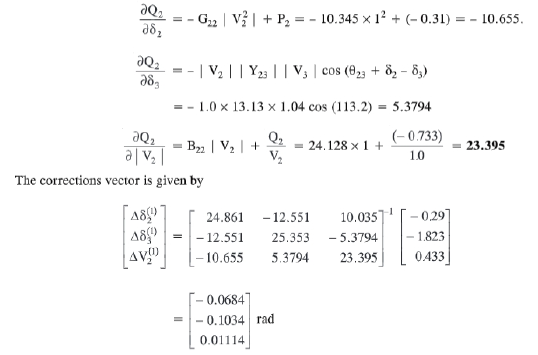 ∂Q₂/∂δ₂ = – G₂₂ | V₂² | + P₂ = – 10.345 × 1² + (– 0.31) = – 10.655.
∂Q₂/∂δ₃ = – | V₂ | | Y₂₃ | | V₃ | cos (θ₂₃ + δ₂ – δ₃)
= – 1.0 × 13.13 × 1.04 cos (113.2) = 5.3794
∂Q₂/∂| V₂ | = B₂₂ | V₂ | + Q₂/V₂ = 24.128 × 1 + (– 0.733)/1.0 = 23.395
The corrections vector is given by
[Δδ₂⁽¹⁾ Δδ₃⁽¹⁾ ΔV₂⁽¹⁾] = [24.861 – 12.551 10.035
– 12.551 25.353 – 5.3794
– 10.655 5.3794 23.395]⁻¹ [– 0.29 – 1.823 0.433]
= [– 0.0684
– 0.1034
0.01114] rad